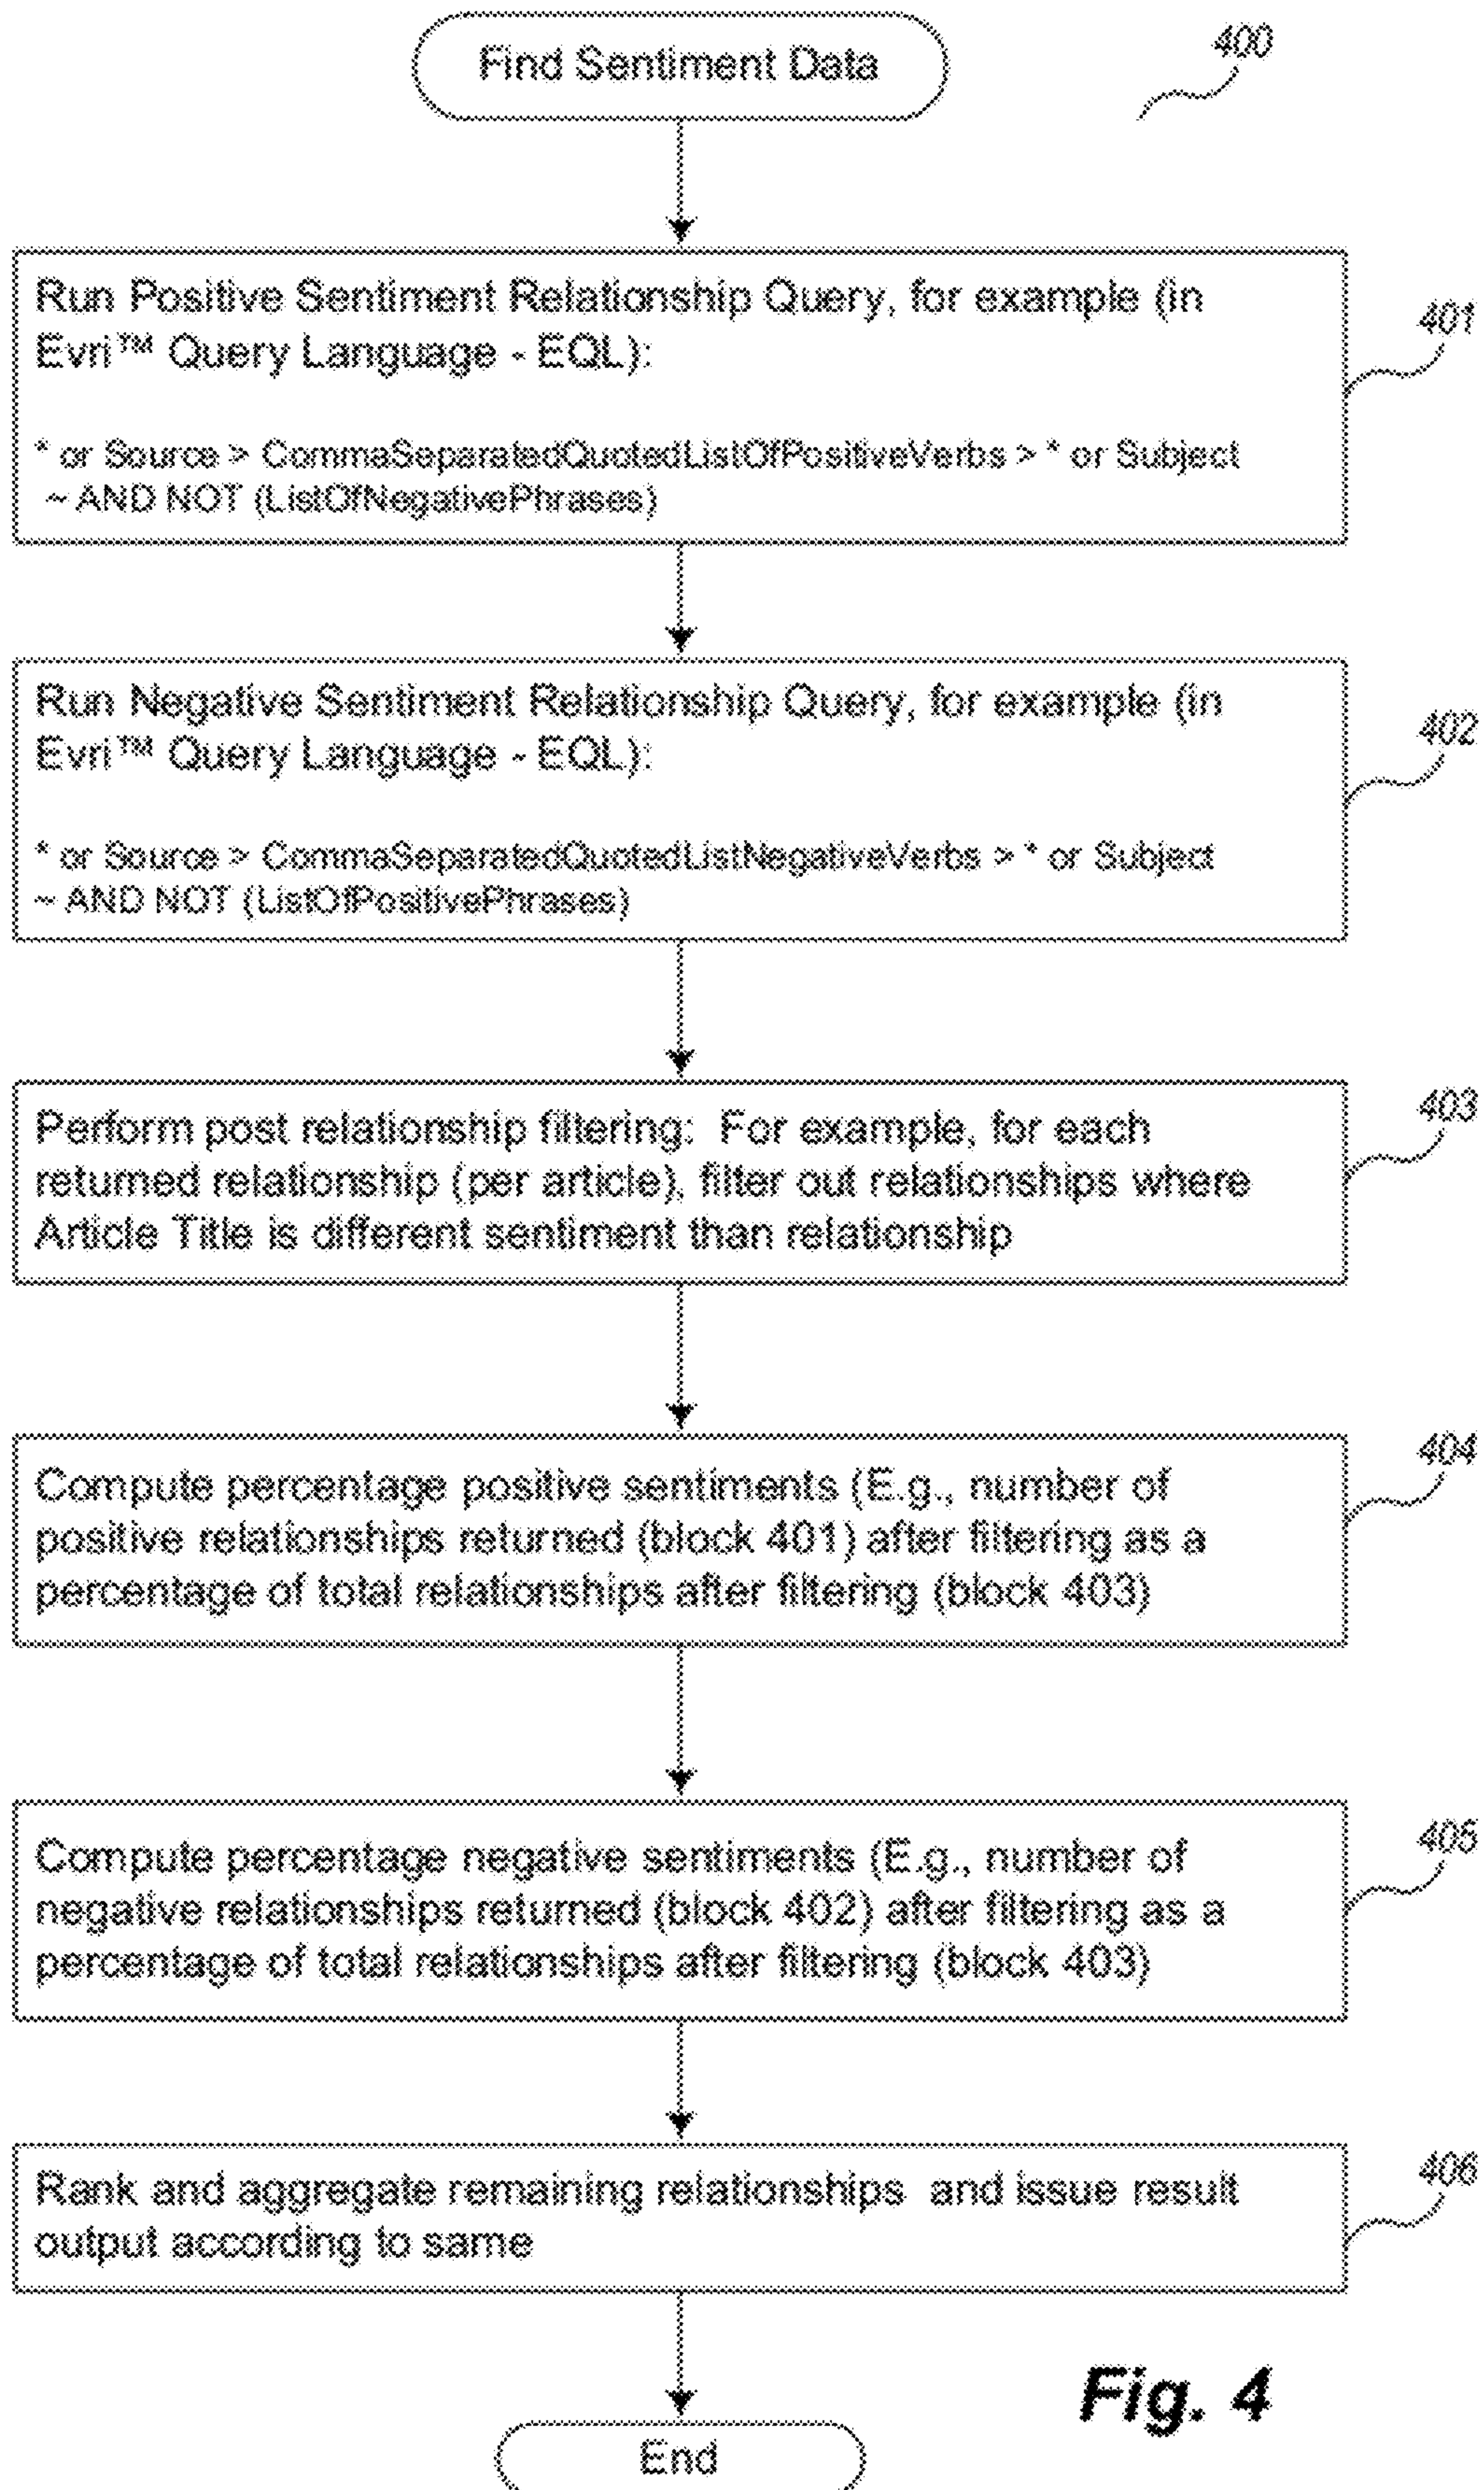 Find Sentiment Data
400
Run Positive Sentiment Relationship Query, for example (in
Evri™ Query Language - EQL):
* or Source > CommaSeparatedQuotedListOfPositiveVerbs > * or Subject
~ AND NOT (ListOfNegativePhrases)
401
Run Negative Sentiment Relationship Query, for example (in
Evri™ Query Language - EQL):
* or Source > CommaSeparatedQuotedListNegativeVerbs > * or Subject
~ AND NOT (ListOfPositivePhrases)
402
Perform post relationship filtering: For example, for each
returned relationship (per article), filter out relationships where
Article Title is different sentiment than relationship
403
Compute percentage positive sentiments (E.g., number of
positive relationships returned (block 401) after filtering as a
percentage of total relationships after filtering (block 403)
404
Compute percentage negative sentiments (E.g., number of
negative relationships returned (block 402) after filtering as a
percentage of total relationships after filtering (block 403)
405
Rank and aggregate remaining relationships and issue result
output according to same
406
Fig. 4
End